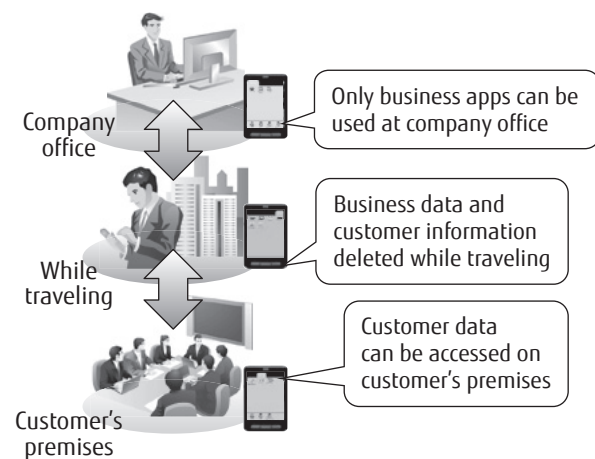 Company
office
Only business apps can be
used at company office
While
traveling
Business data and
customer information
deleted while traveling
Customer's
premises
Customer data
can be accessed on
customer's premises